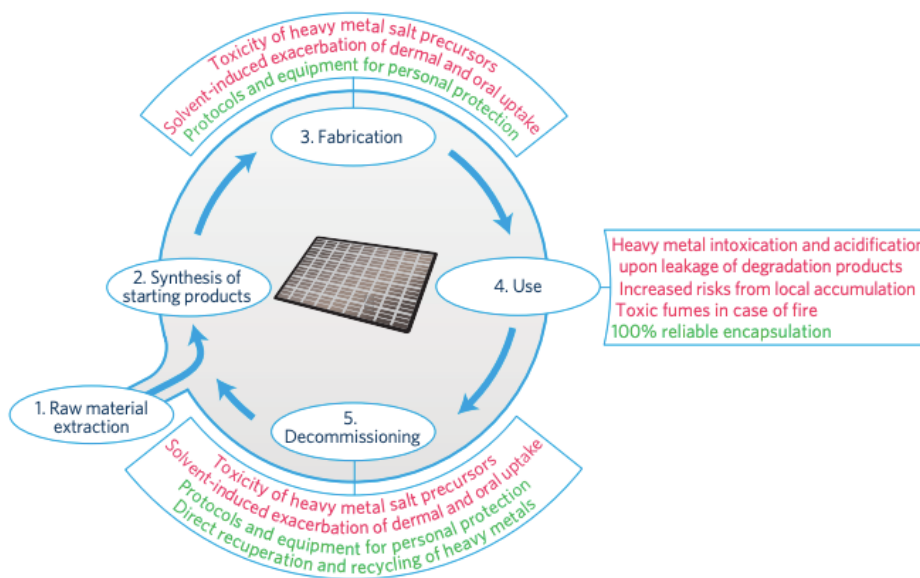 Toxicity of heavy metal salt precursors
Solvent-induced exacerbation of dermal and oral uptake
Protocols and equipment for personal protection
3. Fabrication
2. Synthesis of
starting products
4. Use
Heavy metal intoxication and acidification
upon leakage of degradation products
Increased risks from local accumulation
Toxic fumes in case of fire
100% reliable encapsulation
1. Raw material
extraction
5.
Decommissioning
Toxicity of heavy metal salt precursors
Solvent-induced exacerbation of dermal and oral uptake
Protocols and equipment for personal protection
Direct recuperation and recycling of heavy metals